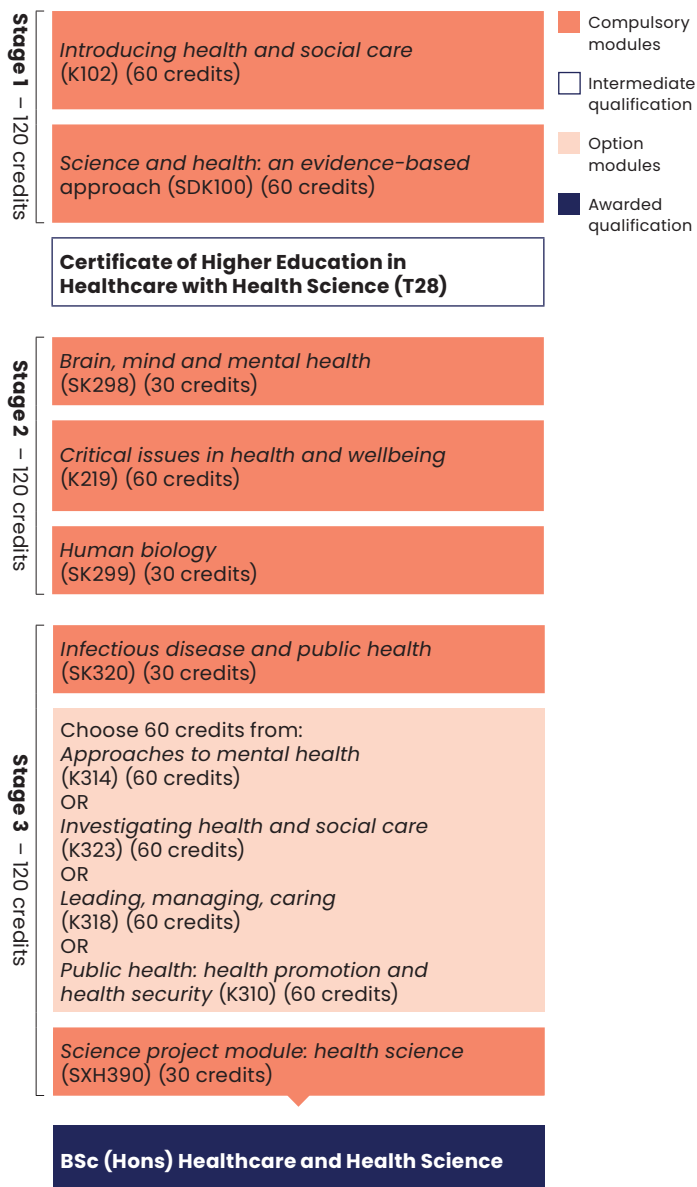 Stage 1 – 120 credits
Introducing health and social care
(K102) (60 credits)
Science and health: an evidence-based
approach (SDK100) (60 credits)
Compulsory
modules
Intermediate
qualification
Option
modules
Awarded
qualification
Certificate of Higher Education in
Healthcare with Health Science (T28)
Stage 2 – 120 credits
Brain, mind and mental health
(SK298) (30 credits)
Critical issues in health and wellbeing
(K219) (60 credits)
Human biology
(SK299) (30 credits)
Stage 3 – 120 credits
Infectious disease and public health
(SK320) (30 credits)
Choose 60 credits from:
Approaches to mental health
(K314) (60 credits)
OR
Investigating health and social care
(K323) (60 credits)
OR
Leading, managing, caring
(K318) (60 credits)
OR
Public health: health promotion and
health security (K310) (60 credits)
Science project module: health science
(SXH390) (30 credits)
BSc (Hons) Healthcare and Health Science